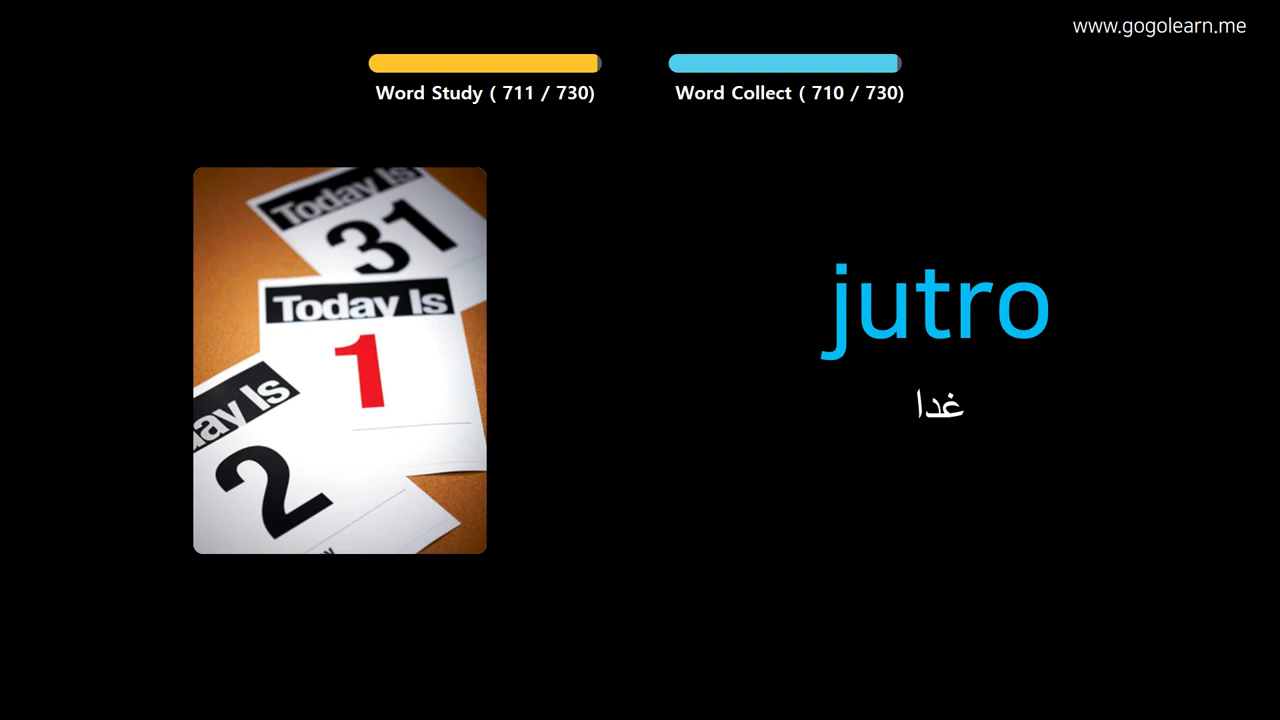 www.gogolearn.me
Word Study ( 711 / 730)
Word Collect ( 710 / 730)
Today Is
31
Today Is
1
ay Is
2
jutro
غدا